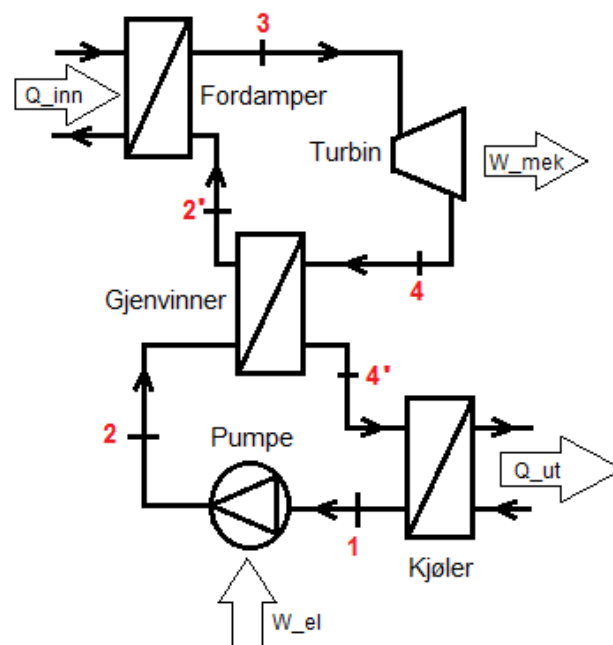 3
Q_inn
Fordamper
Turbin
W_mek
2'
4
Gjenvinner
4'
2
Pumpe
Q_ut
1
Kjøler
W_el